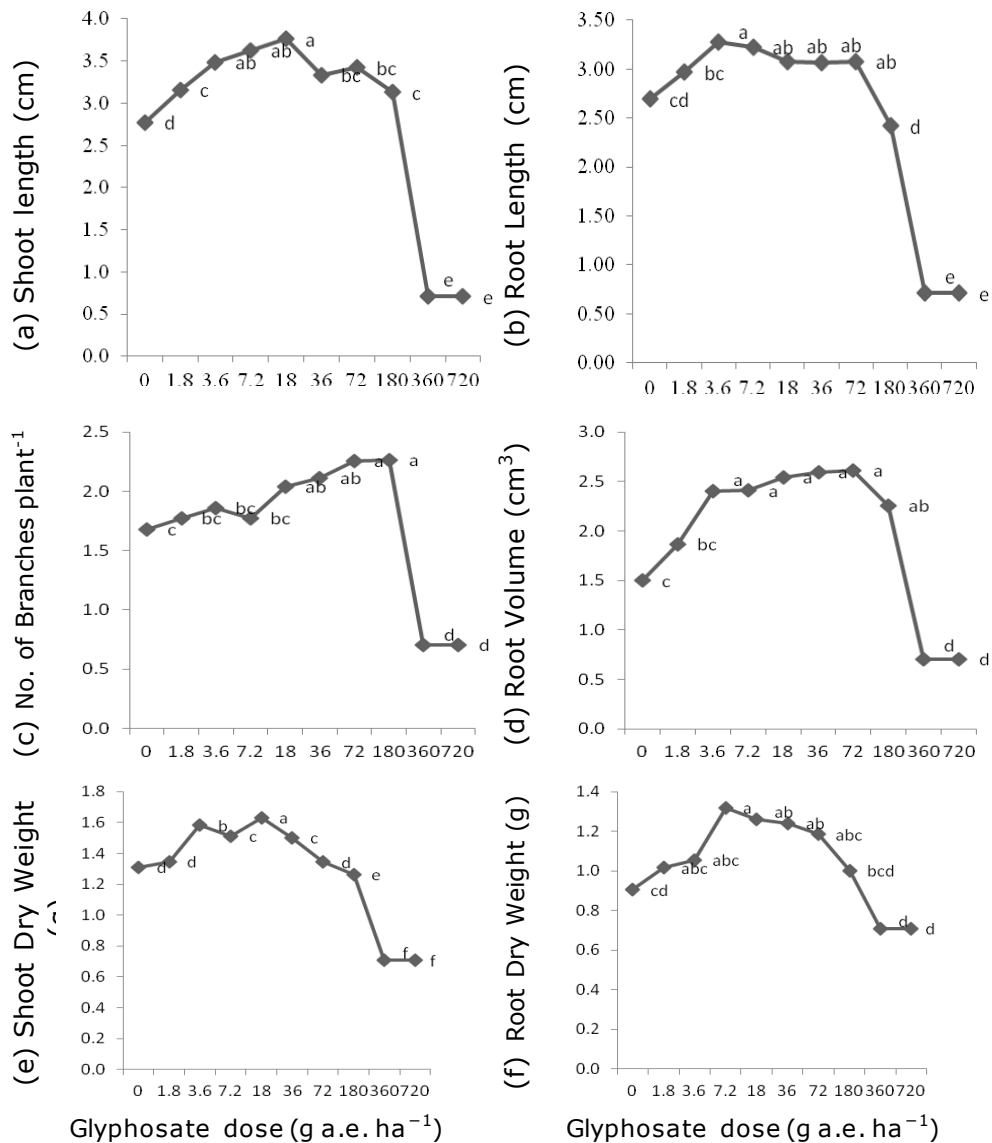 (a) Shoot length (cm)
4.0
3.5
3.0
2.5
2.0
1.5
1.0
0.5
0.0
d
c
ab
ab
a
bc
bc
c
e
e
0 1.8 3.6 7.2 18 36 72 180 360 720
(b) Root Length (cm)
3.50
3.00
2.50
2.00
1.50
1.00
0.50
0.00
cd
bc
a
ab
ab
ab
ab
d
e
e
0 1.8 3.6 7.2 18 36 72 180 360 720
(c) No. of Branches plant⁻¹
2.5
2.0
1.5
1.0
0.5
0.0
c
bc
bc
bc
ab
ab
a
a
d
d
0 1.8 3.6 7.2 18 36 72 180 360 720
(d) Root Volume (cm³)
3.0
2.5
2.0
1.5
1.0
0.5
0.0
c
bc
a
a
a
a
a
ab
d
d
0 1.8 3.6 7.2 18 36 72 180 360 720
(e) Shoot Dry Weight
1.8
1.6
1.4
1.2
1.0
0.8
0.6
0.4
0.2
0.0
d
d
b
c
a
c
d
e
f
f
0 1.8 3.6 7.2 18 36 72 180 360 720
Glyphosate dose (g a.e. ha⁻¹)
(f) Root Dry Weight (g)
1.4
1.2
1.0
0.8
0.6
0.4
0.2
0.0
cd
abc
abc
a
ab
ab
abc
bcd
d
d
0 1.8 3.6 7.2 18 36 72 180 360 720
Glyphosate dose (g a.e. ha⁻¹)